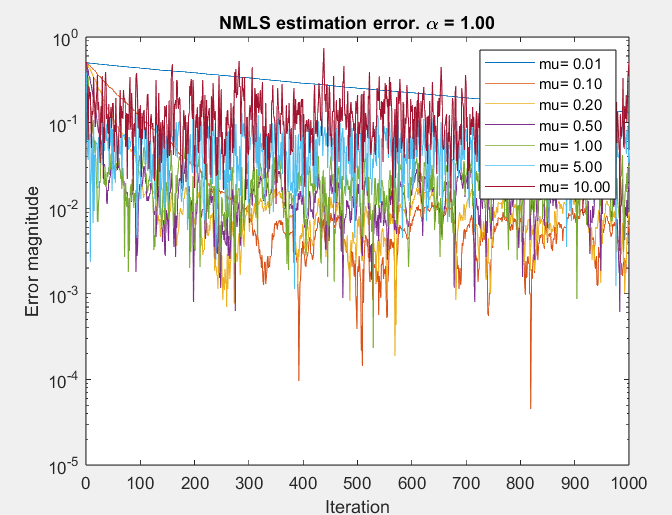 NMLS estimation error. α = 1.00
10^0
10^-1
10^-2
10^-3
10^-4
10^-5
Error magnitude
mu= 0.01
mu= 0.10
mu= 0.20
mu= 0.50
mu= 1.00
mu= 5.00
mu= 10.00
0 100 200 300 400 500 600 700 800 900 1000
Iteration